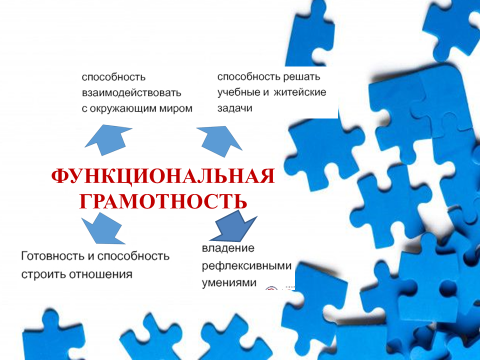 способность
взаимодействовать
с окружающим миром
способность решать
учебные и житейские
задачи
ФУНКЦИОНАЛЬНАЯ
ГРАМОТНОСТЬ
Готовность и способность
строить отношения
владение
рефлексивными
умениями